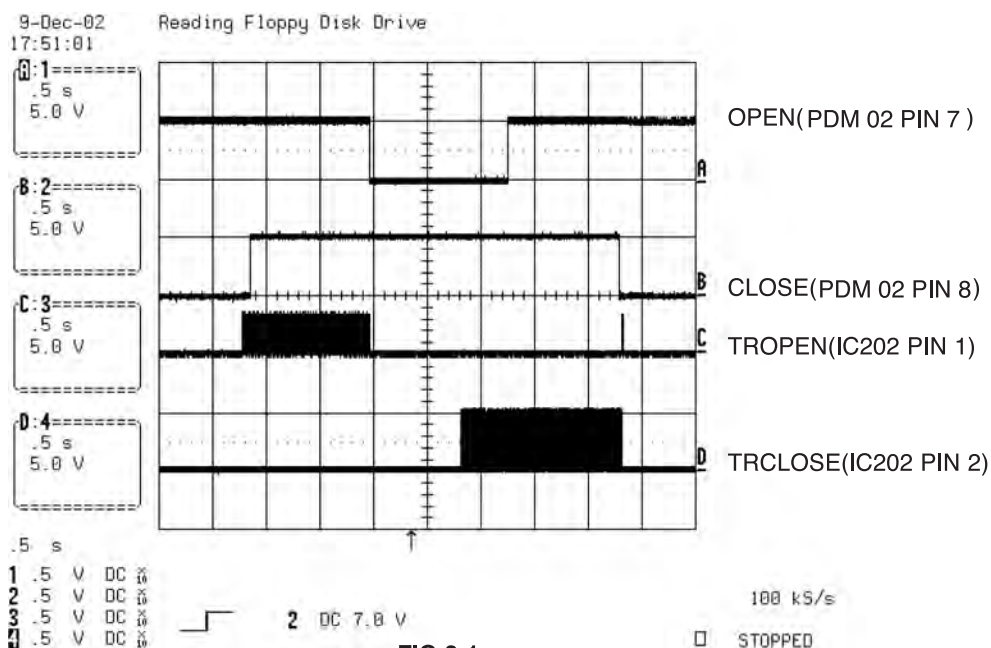 9-Dec-02
17:51:01
Reading Floppy Disk Drive
A:1
.5 s
5.0 V
B:2
.5 s
5.0 V
C:3
.5 s
5.0 V
D:4
.5 s
5.0 V
A
B
C
D
OPEN(PDM 02 PIN 7 )
CLOSE(PDM 02 PIN 8)
TROPEN(IC202 PIN 1)
TRCLOSE(IC202 PIN 2)
.5 s
1 .5 V DC
2 .5 V DC
3 .5 V DC
4 .5 V DC
2 DC 7.0 V
100 kS/s
STOPPED